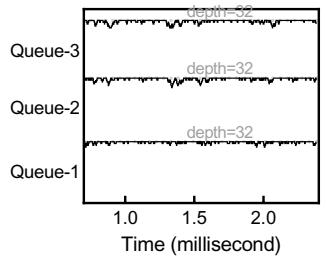 depth=32
Queue-3
depth=32
Queue-2
depth=32
Queue-1
1.0 1.5 2.0
Time (millisecond)